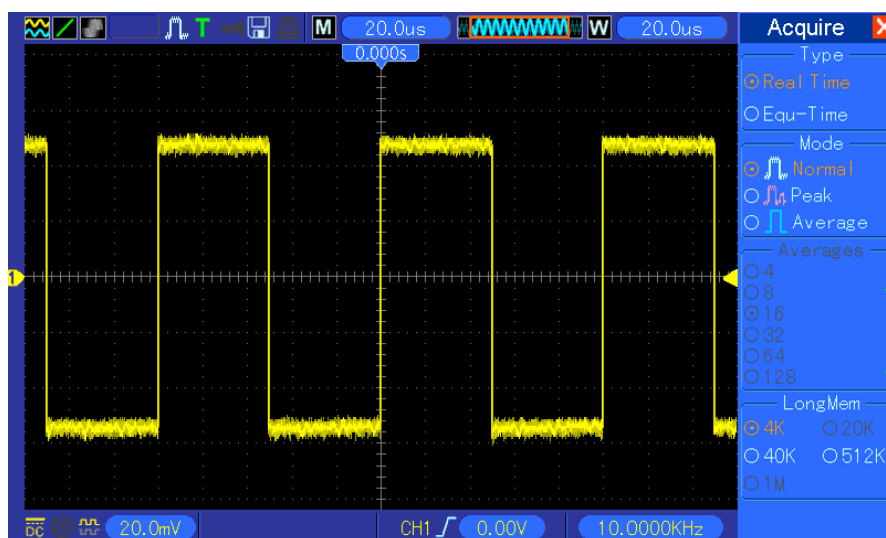 T M 20.0us W 20.0us Acquire
0.000s
Type
Real Time
Equ-Time
Mode
Normal
Peak
Average
1
Averages
4
8
16
32
64
128
LongMem
4K 20K
40K 512K
1M
DC 20.0mV CH1 0.00V 10.0000KHz